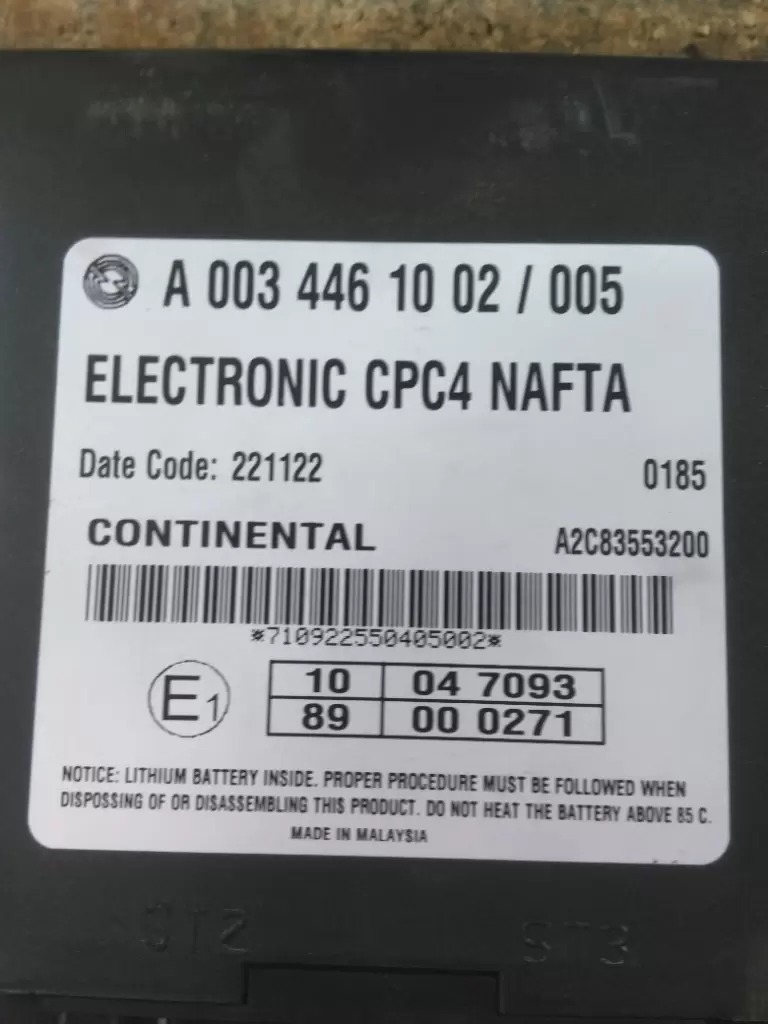 A 003 446 10 02 / 005
ELECTRONIC CPC4 NAFTA
Date Code: 221122 0185
CONTINENTAL A2C83553200
*710922550405002*
E1 10 04 7093
89 00 0271
NOTICE: LITHIUM BATTERY INSIDE. PROPER PROCEDURE MUST BE FOLLOWED WHEN
DISPOSSING OF OR DISASSEMBLING THIS PRODUCT. DO NOT HEAT THE BATTERY ABOVE 85 C.
MADE IN MALAYSIA
ST2 ST3